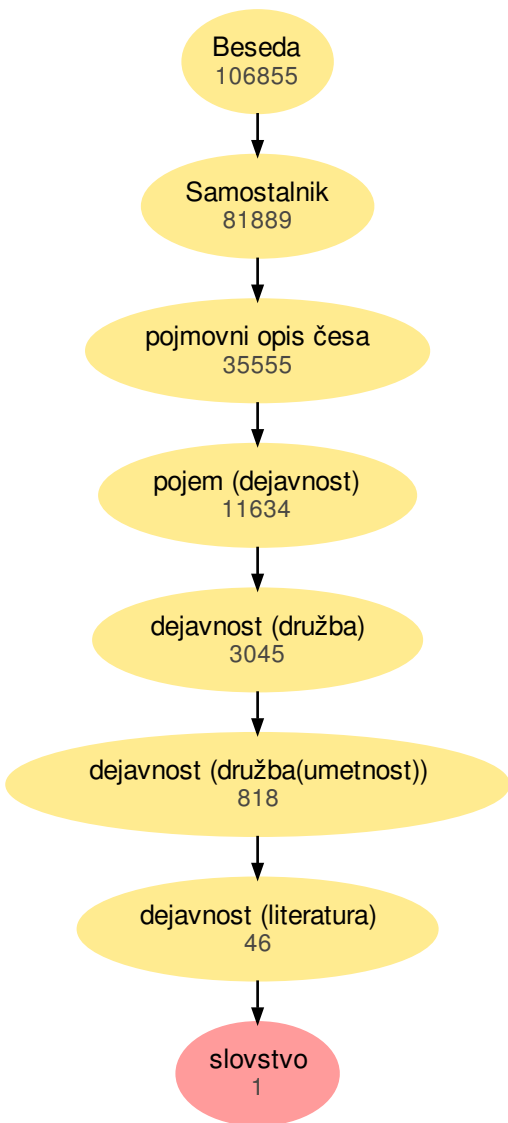 Beseda
106855
Samostalnik
81889
pojmovni opis česa
35555
pojem (dejavnost)
11634
dejavnost (družba)
3045
dejavnost (družba(umetnost))
818
dejavnost (literatura)
46
slovstvo
1